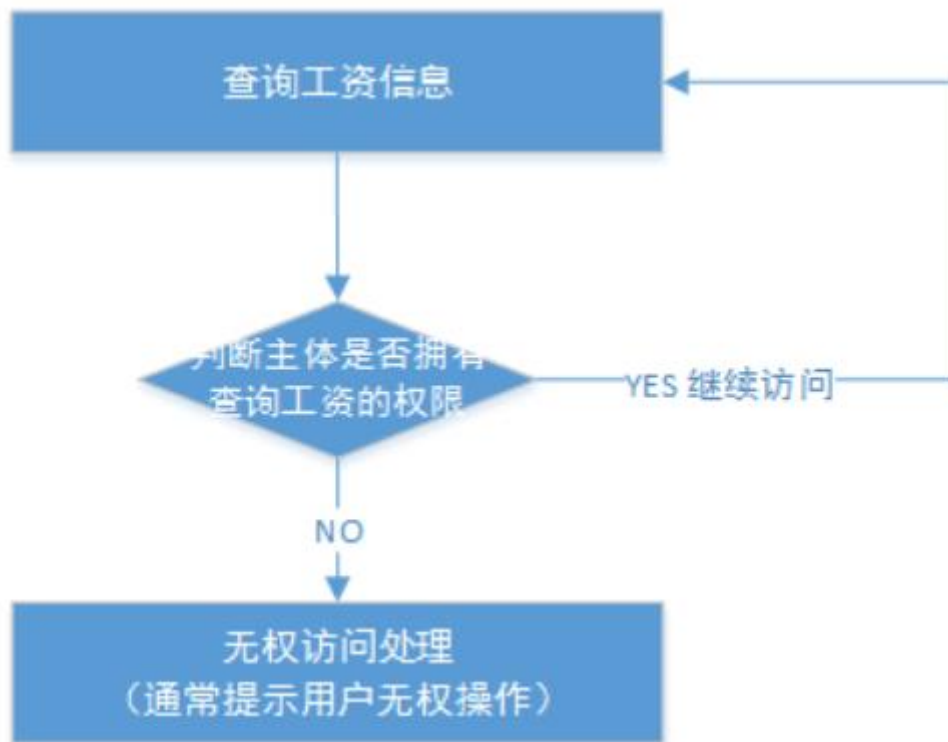 查询工资信息
判断主体是否拥有
查询工资的权限
YES 继续访问
NO
无权访问处理
（通常提示用户无权操作）